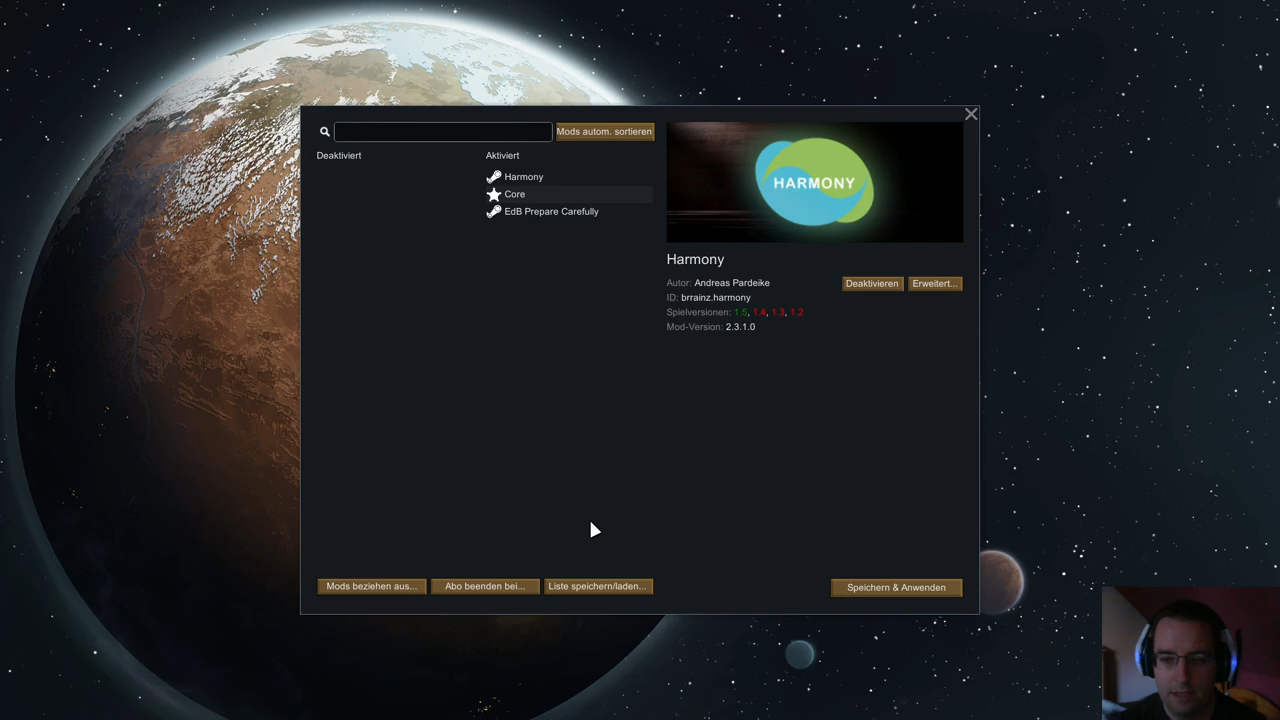 Mods autom. sortieren
Deaktiviert
Aktiviert
Harmony
Core
EdB Prepare Carefully
HARMONY
Harmony
Autor: Andreas Pardeike
Deaktivieren
Erweitert...
ID: brrainz.harmony
Spielversionen: 1.5, 1.4, 1.3, 1.2
Mod-Version: 2.3.1.0
Mods beziehen aus...
Abo beenden bei...
Liste speichern/laden...
Speichern & Anwenden